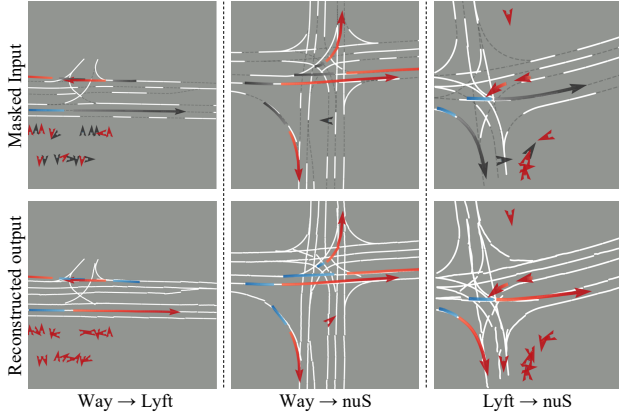 Masked Input
Reconstructed output
Way → Lyft
Way → nuS
Lyft → nuS